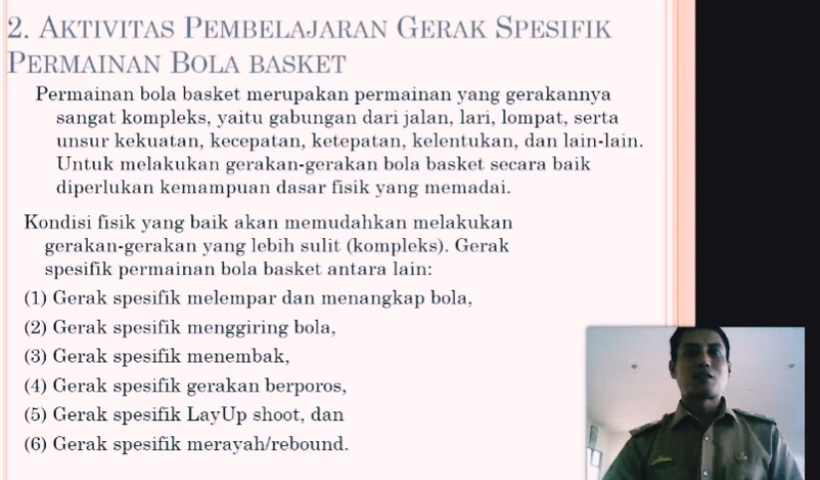 2. AKTIVITAS PEMBELAJARAN GERAK SPESIFIK
PERMAINAN BOLA BASKET
Permainan bola basket merupakan permainan yang gerakannya
sangat kompleks, yaitu gabungan dari jalan, lari, lompat, serta
unsur kekuatan, kecepatan, ketepatan, kelentukan, dan lain-lain.
Untuk melakukan gerakan-gerakan bola basket secara baik
diperlukan kemampuan dasar fisik yang memadai.
Kondisi fisik yang baik akan memudahkan melakukan
gerakan-gerakan yang lebih sulit (kompleks). Gerak
spesifik permainan bola basket antara lain:
(1) Gerak spesifik melempar dan menangkap bola,
(2) Gerak spesifik menggiring bola,
(3) Gerak spesifik menembak,
(4) Gerak spesifik gerakan berporos,
(5) Gerak spesifik LayUp shoot, dan
(6) Gerak spesifik merayah/rebound.